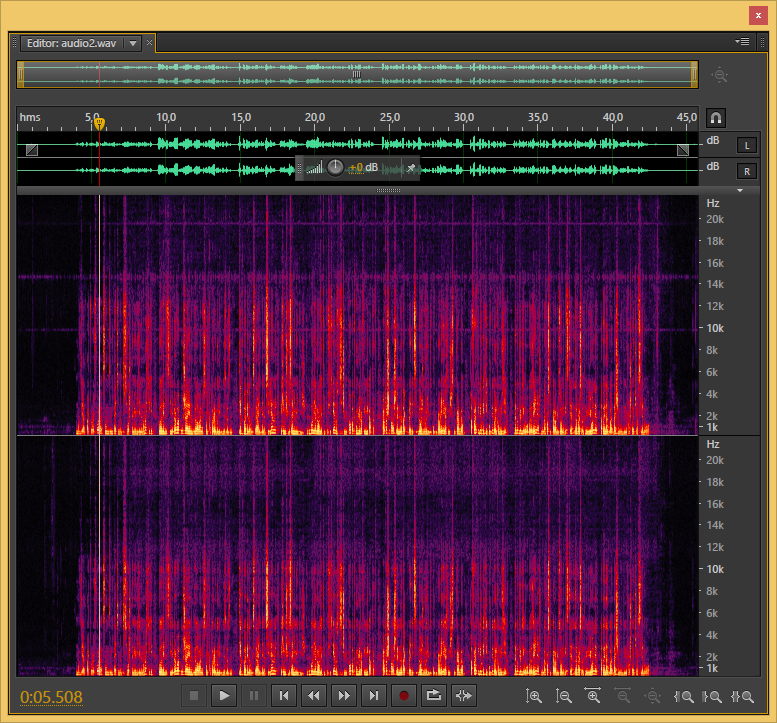 Editor: audio2.wav
hms 5,0 10,0 15,0 20,0 25,0 30,0 35,0 40,0 45,0
dB L
+0 dB
dB R
Hz
20k
18k
16k
14k
12k
10k
8k
6k
4k
2k
1k
Hz
20k
18k
16k
14k
12k
10k
8k
6k
4k
2k
1k
0:05.508